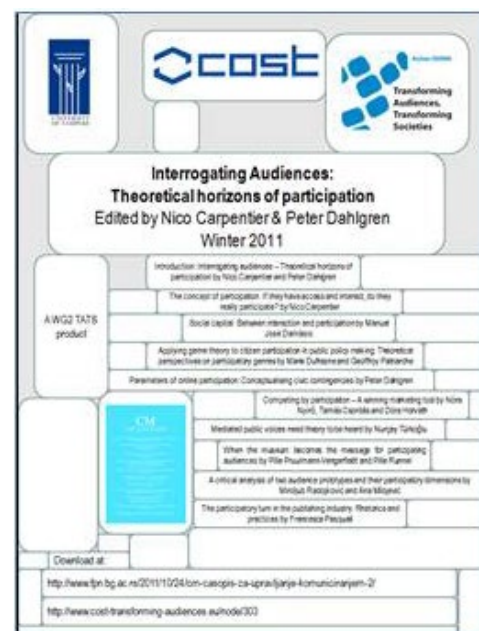 UNIVERSITY
OF TAMPERE
COST
Action IS0906
Transforming
Audiences,
Transforming
Societies
Interrogating Audiences:
Theoretical horizons of participation
Edited by Nico Carpentier & Peter Dahlgren
Winter 2011
A WG2 TATS
product
Introduction: Interrogating audiences – Theoretical horizons of
participation by Nico Carpentier and Peter Dahlgren
The concept of participation. If they have access and interact, do they
really participate? by Nico Carpentier
Social capital: Between interaction and participation by Manuel
José Damásio
Applying genre theory to citizen participation in public policy making: Theoretical
perspectives on participatory genres by Marie Dufrasne and Geoffroy Patriarche
Parameters of online participation: Conceptualising civic contingencies by Peter Dahlgren
Competing by participation – A winning marketing tool by Nóra
Nyirő, Tamás Csordás and Dóra Horváth
Mediated public voices need theory to be heard by Nurçay Türkoğlu
When the museum becomes the message for participating
audiences by Pille Pruulmann-Vengerfeldt and Pille Runnel
A critical analysis of two audience prototypes and their participatory dimensions by
Miroljub Radojković and Ana Milojević
The participatory turn in the publishing industry: Rhetorics and
practices by Francesca Pasquali
CM
Download at:
http://www.fpn.bg.ac.rs/2011/10/24/cm-casopis-za-upravljanje-komuniciranjem-2/
http://www.cost-transforming-audiences.eu/node/303